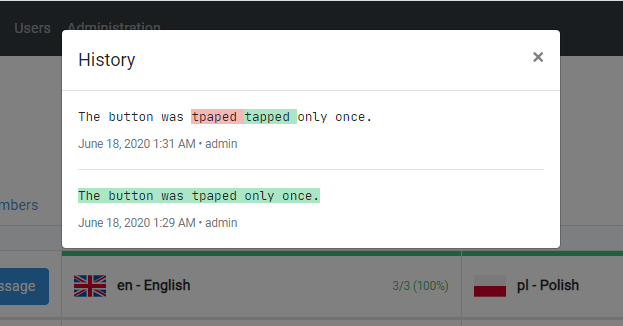 Users Administration
History ×
The button was tpaped tapped only once.
June 18, 2020 1:31 AM • admin
The button was tpaped only once.
June 18, 2020 1:29 AM • admin
mbers
ssage
en - English 3/3 (100%) pl - Polish